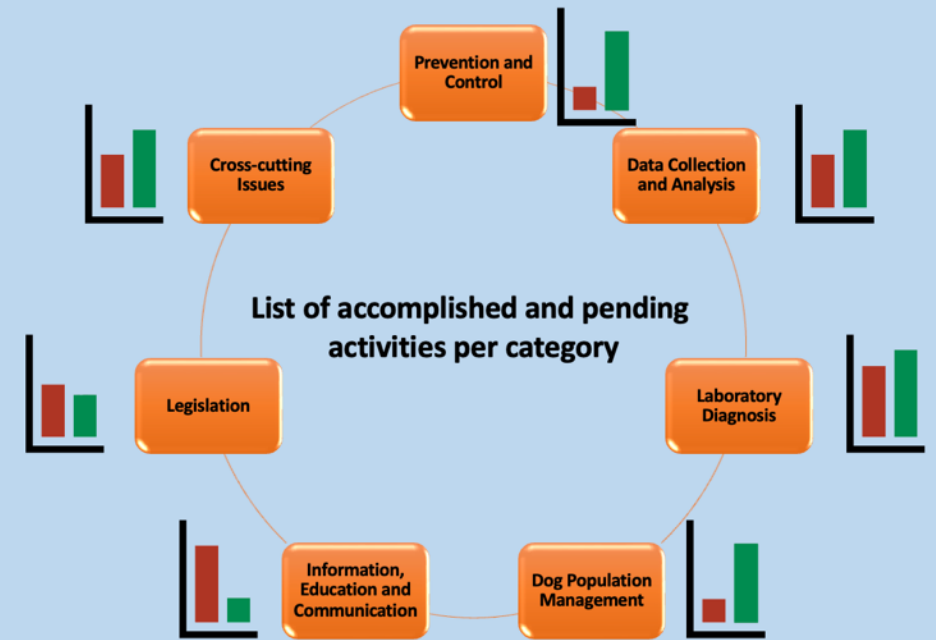 Prevention and
Control
Cross-cutting
Issues
Data Collection
and Analysis
List of accomplished and pending
activities per category
Legislation
Laboratory
Diagnosis
Information,
Education and
Communication
Dog Population
Management